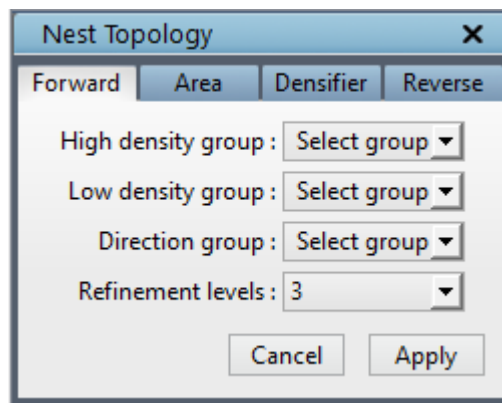 Nest Topology
Forward Area Densifier Reverse
High density group : Select group
Low density group : Select group
Direction group : Select group
Refinement levels : 3
Cancel Apply